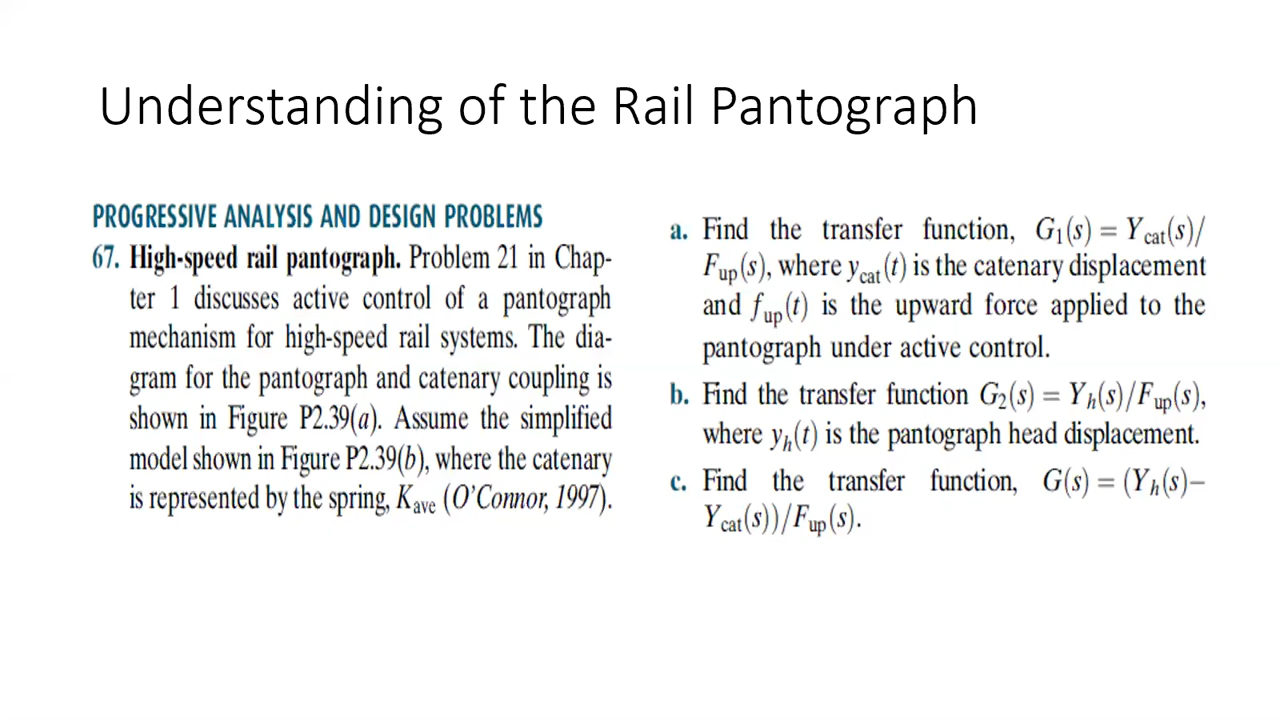 Understanding of the Rail Pantograph
PROGRESSIVE ANALYSIS AND DESIGN PROBLEMS
67. High-speed rail pantograph. Problem 21 in Chap-
ter 1 discusses active control of a pantograph
mechanism for high-speed rail systems. The dia-
gram for the pantograph and catenary coupling is
shown in Figure P2.39(a). Assume the simplified
model shown in Figure P2.39(b), where the catenary
is represented by the spring, Kave (O'Connor, 1997).
a. Find the transfer function, G1(s) = Ycat(s)/
Fup(s), where ycat(t) is the catenary displacement
and fup(t) is the upward force applied to the
pantograph under active control.
b. Find the transfer function G2(s) = Yh(s)/Fup(s),
where yh(t) is the pantograph head displacement.
c. Find the transfer function, G(s) = (Yh(s)–
Ycat(s))/Fup(s).